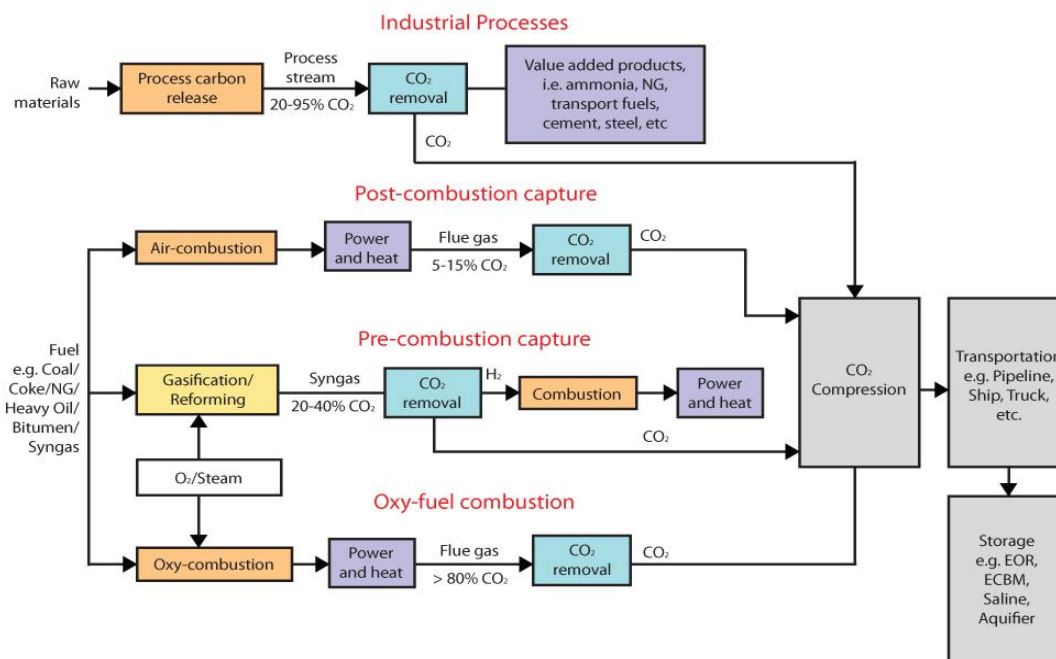 Industrial Processes
Raw
materials
Process carbon
release
Process
stream
20-95% CO₂
CO₂
removal
Value added products,
i.e. ammonia, NG,
transport fuels,
cement, steel, etc
CO₂
Post-combustion capture
Air-combustion
Power
and heat
Flue gas
5-15% CO₂
CO₂
removal
CO₂
Pre-combustion capture
Fuel
e.g. Coal/
Coke/NG/
Heavy Oil/
Bitumen/
Syngas
Gasification/
Reforming
Syngas
20-40% CO₂
CO₂
removal
H₂
Combustion
Power
and heat
CO₂
O₂/Steam
Oxy-fuel combustion
Oxy-combustion
Power
and heat
Flue gas
> 80% CO₂
CO₂
removal
CO₂
CO₂
Compression
Transportation
e.g. Pipeline,
Ship, Truck,
etc.
Storage
e.g. EOR,
ECBM,
Saline,
Aquifier